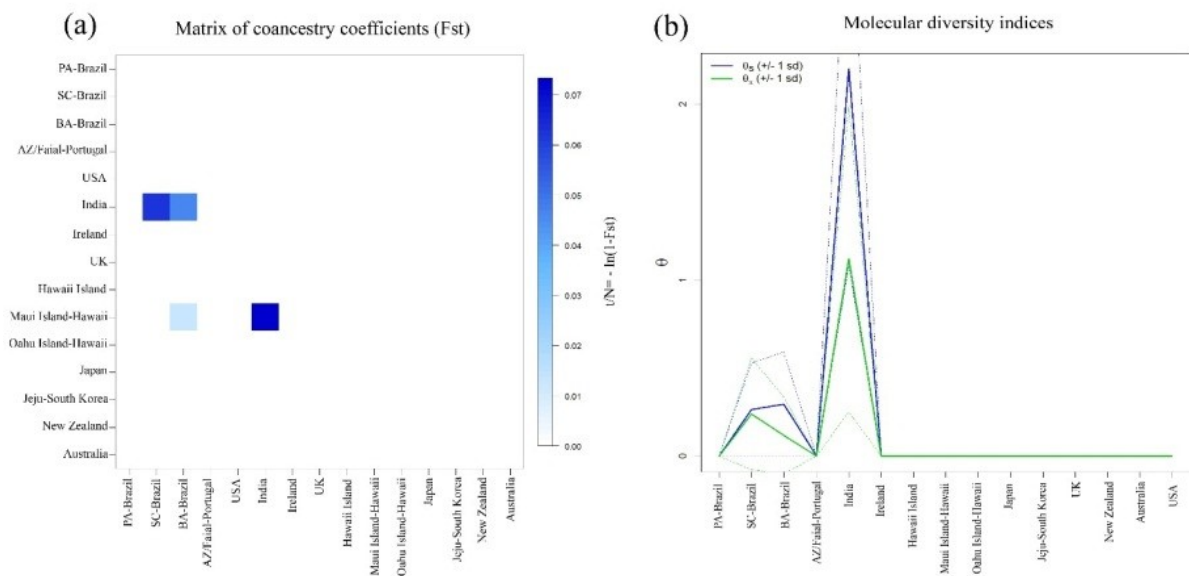 (a)
Matrix of coancestry coefficients (Fst)
PA-Brazil
SC-Brazil
BA-Brazil
AZ/Faial-Portugal
USA
India
Ireland
UK
Hawaii Island
Maui Island-Hawaii
Oahu Island-Hawaii
Japan
Jeju-South Korea
New Zealand
Australia
PA-Brazil
SC-Brazil
BA-Brazil
AZ/Faial-Portugal
USA
India
Ireland
UK
Hawaii Island
Maui Island-Hawaii
Oahu Island-Hawaii
Japan
Jeju-South Korea
New Zealand
Australia
0.07
0.06
0.05
0.04
0.03
0.02
0.01
0.00
t/N= - ln(1-Fst)
(b)
Molecular diversity indices
θS (+/- 1 sd)
θπ (+/- 1 sd)
2
1
0
θ
PA-Brazil
SC-Brazil
BA-Brazil
AZ/Faial Portugal
India
Ireland
Hawaii Island
Maui Island-Hawaii
Oahu Island-Hawaii
Japan
Jeju-South Korea
UK
New Zealand
Australia
USA